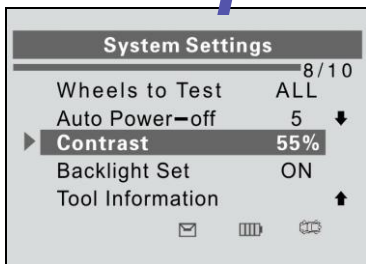 System Settings
8/10
Wheels to Test ALL
Auto Power-off 5
Contrast 55%
Backlight Set ON
Tool Information